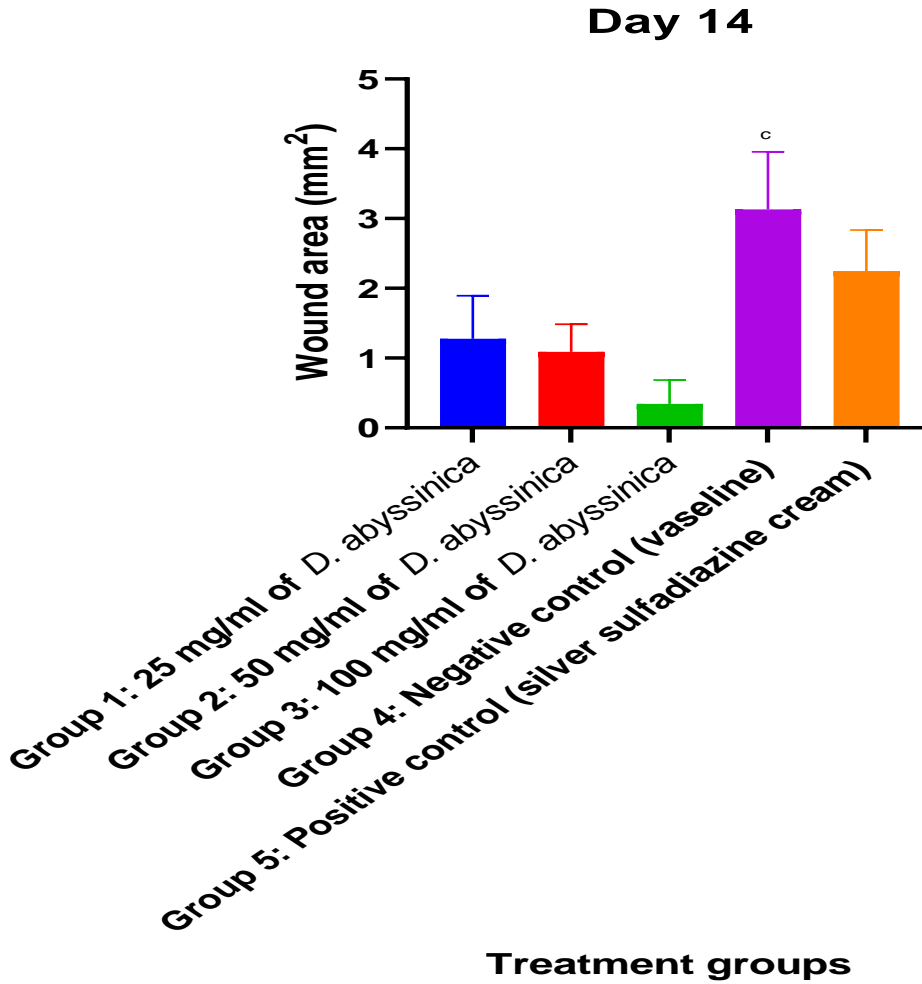 Day 14
Wound area (mm²)
5
4
3
2
1
0
c
Group 1: 25 mg/ml of D. abyssinica
Group 2: 50 mg/ml of D. abyssinica
Group 3: 100 mg/ml of D. abyssinica
Group 4: Negative control (vaseline)
Group 5: Positive control (silver sulfadiazine cream)
Treatment groups